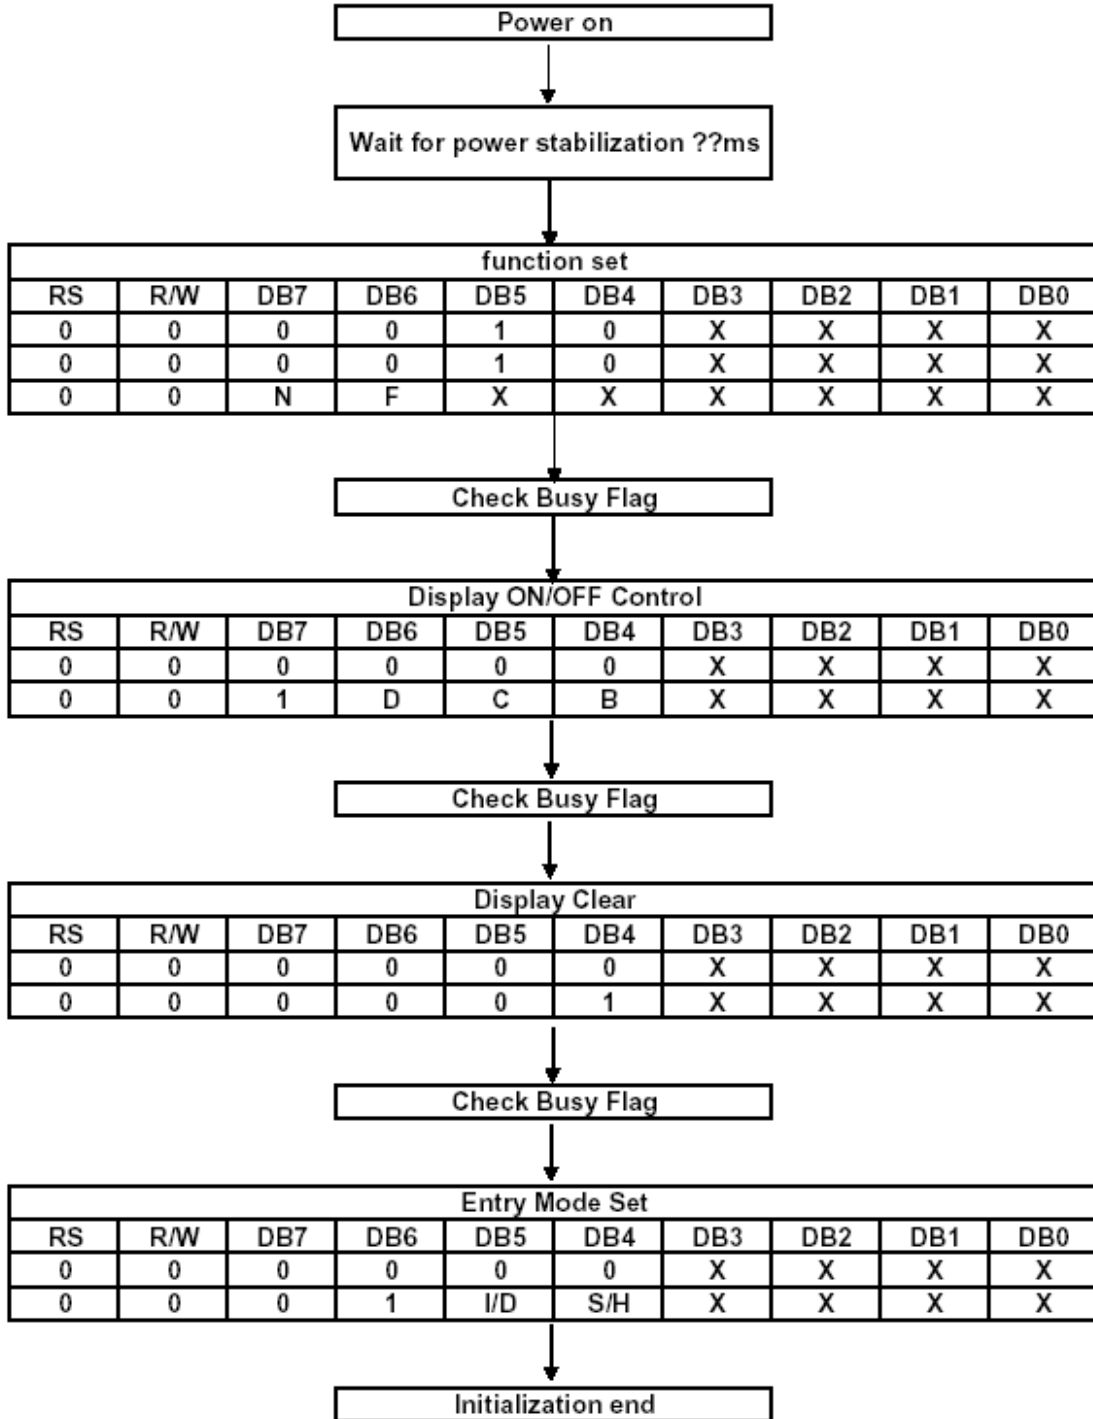 Power on
Wait for power stabilization ??ms
function set
RS R/W DB7 DB6 DB5 DB4 DB3 DB2 DB1 DB0
0 0 0 0 1 0 X X X X
0 0 0 0 1 0 X X X X
0 0 N F X X X X X X
Check Busy Flag
Display ON/OFF Control
RS R/W DB7 DB6 DB5 DB4 DB3 DB2 DB1 DB0
0 0 0 0 0 0 X X X X
0 0 1 D C B X X X X
Check Busy Flag
Display Clear
RS R/W DB7 DB6 DB5 DB4 DB3 DB2 DB1 DB0
0 0 0 0 0 0 X X X X
0 0 0 0 0 1 X X X X
Check Busy Flag
Entry Mode Set
RS R/W DB7 DB6 DB5 DB4 DB3 DB2 DB1 DB0
0 0 0 0 0 0 X X X X
0 0 0 1 I/D S/H X X X X
Initialization end